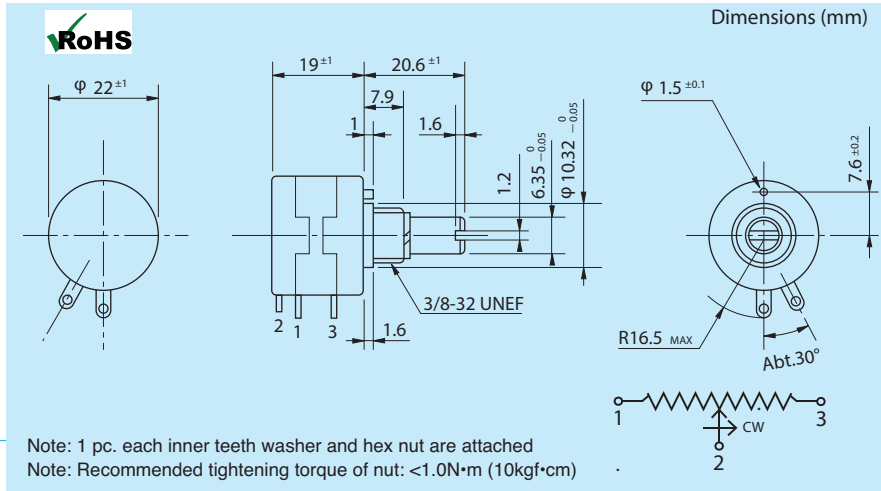 RoHS
Dimensions (mm)
φ 22 ±1
19 ±1
20.6 ±1
7.9
1
1.6
1.2
6.35 0 −0.05
φ 10.32 0 −0.05
φ 1.5 ±0.1
7.6 ±0.2
3/8-32 UNEF
2
1
3
1.6
R16.5 MAX
Abt.30°
1
3
CW
2
Note: 1 pc. each inner teeth washer and hex nut are attached
Note: Recommended tightening torque of nut: <1.0N•m (10kgf•cm)